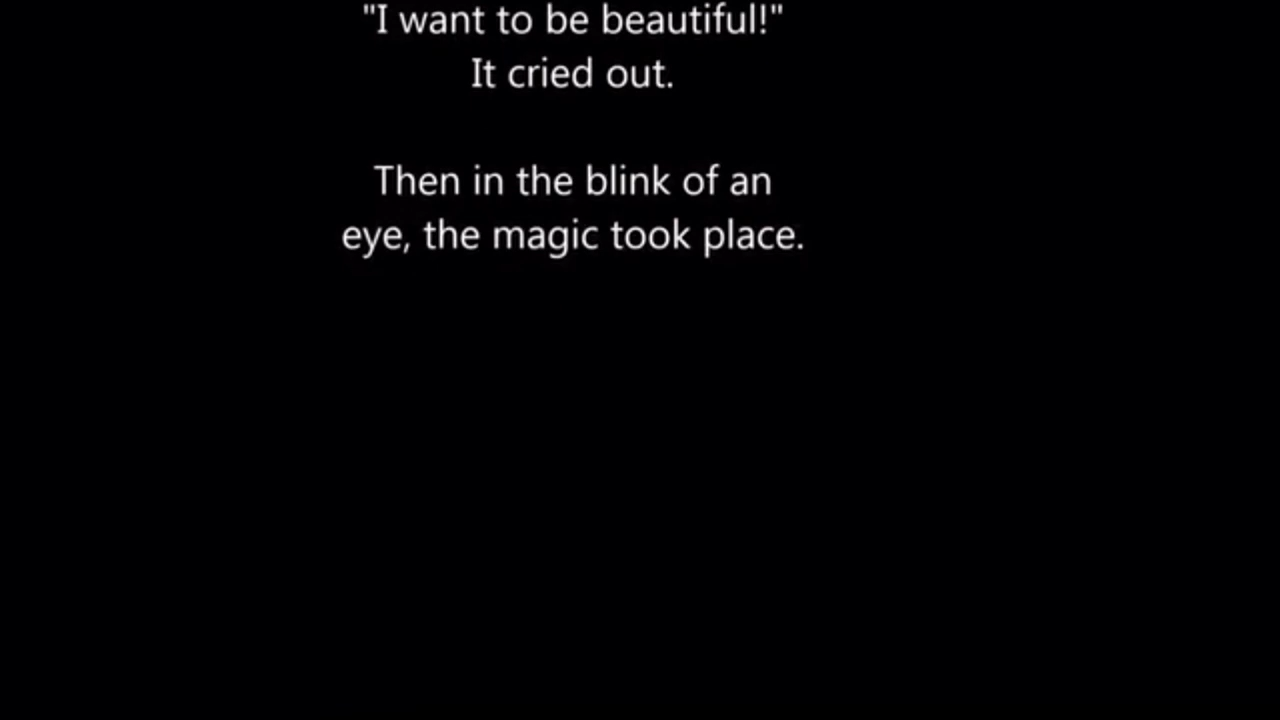 "I want to be beautiful!"
It cried out.
Then in the blink of an
eye, the magic took place.